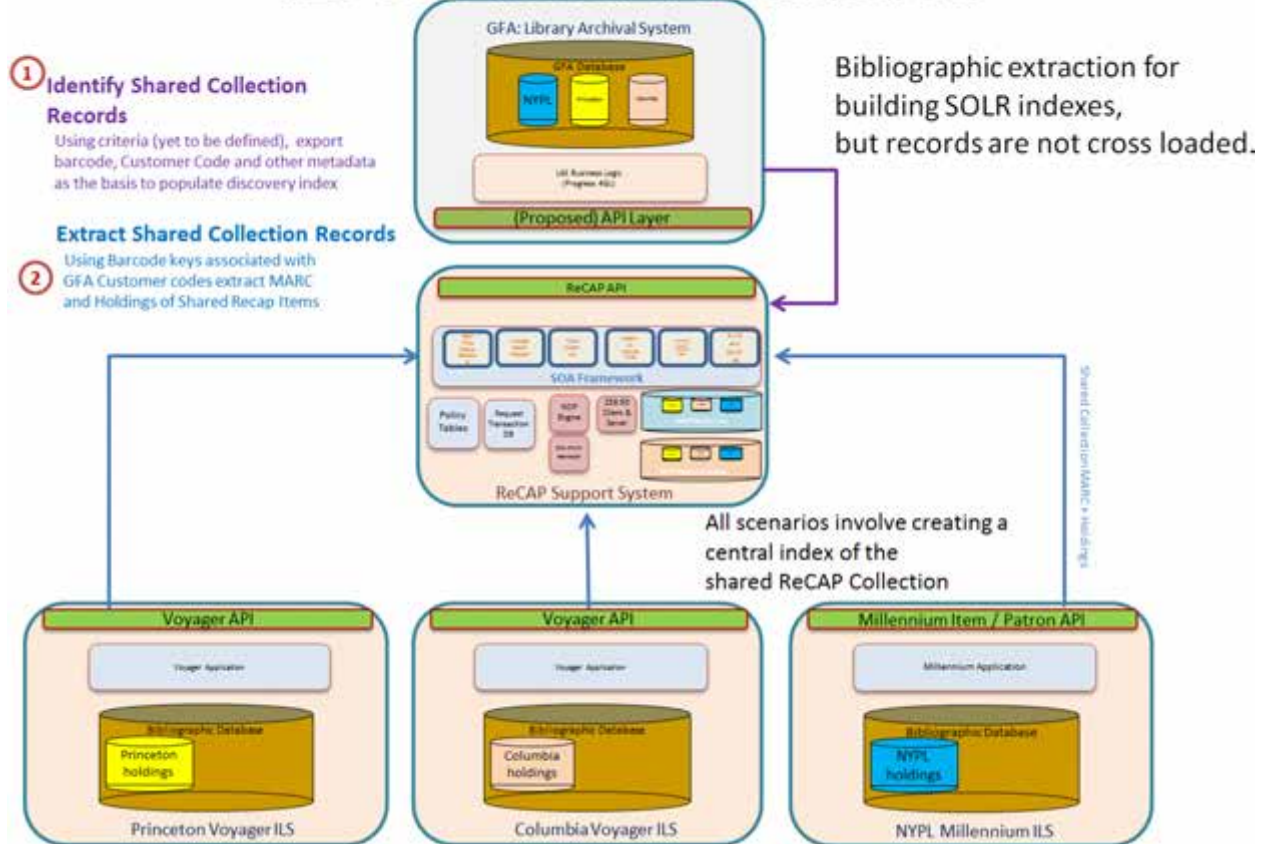 GFA: Library Archival System
GFA Database
NYPL
Princeton
(Progress 4GL)
(Proposed) API Layer
1
Identify Shared Collection
Records
Using criteria (yet to be defined), export
barcode, Customer Code and other metadata
as the basis to populate discovery index
Bibliographic extraction for
building SOLR indexes,
but records are not cross loaded.
Extract Shared Collection Records
2
Using Barcode keys associated with
GFA Customer codes extract MARC
and Holdings of Shared Recap Items
ReCAP API
SOA Framework
Policy
Tables
Request
Transaction
DB
NCIP
Engine
Z39.50
Client &
Server
ReCAP Support System
Shared Collection MARC + Holdings
All scenarios involve creating a
central index of the
shared ReCAP Collection
Voyager API
Voyager Application
Bibliographic Database
Princeton
holdings
Princeton Voyager ILS
Voyager API
Voyager Application
Bibliographic Database
Columbia
holdings
Columbia Voyager ILS
Millennium Item / Patron API
Millennium Application
Bibliographic Database
NYPL
holdings
NYPL Millennium ILS